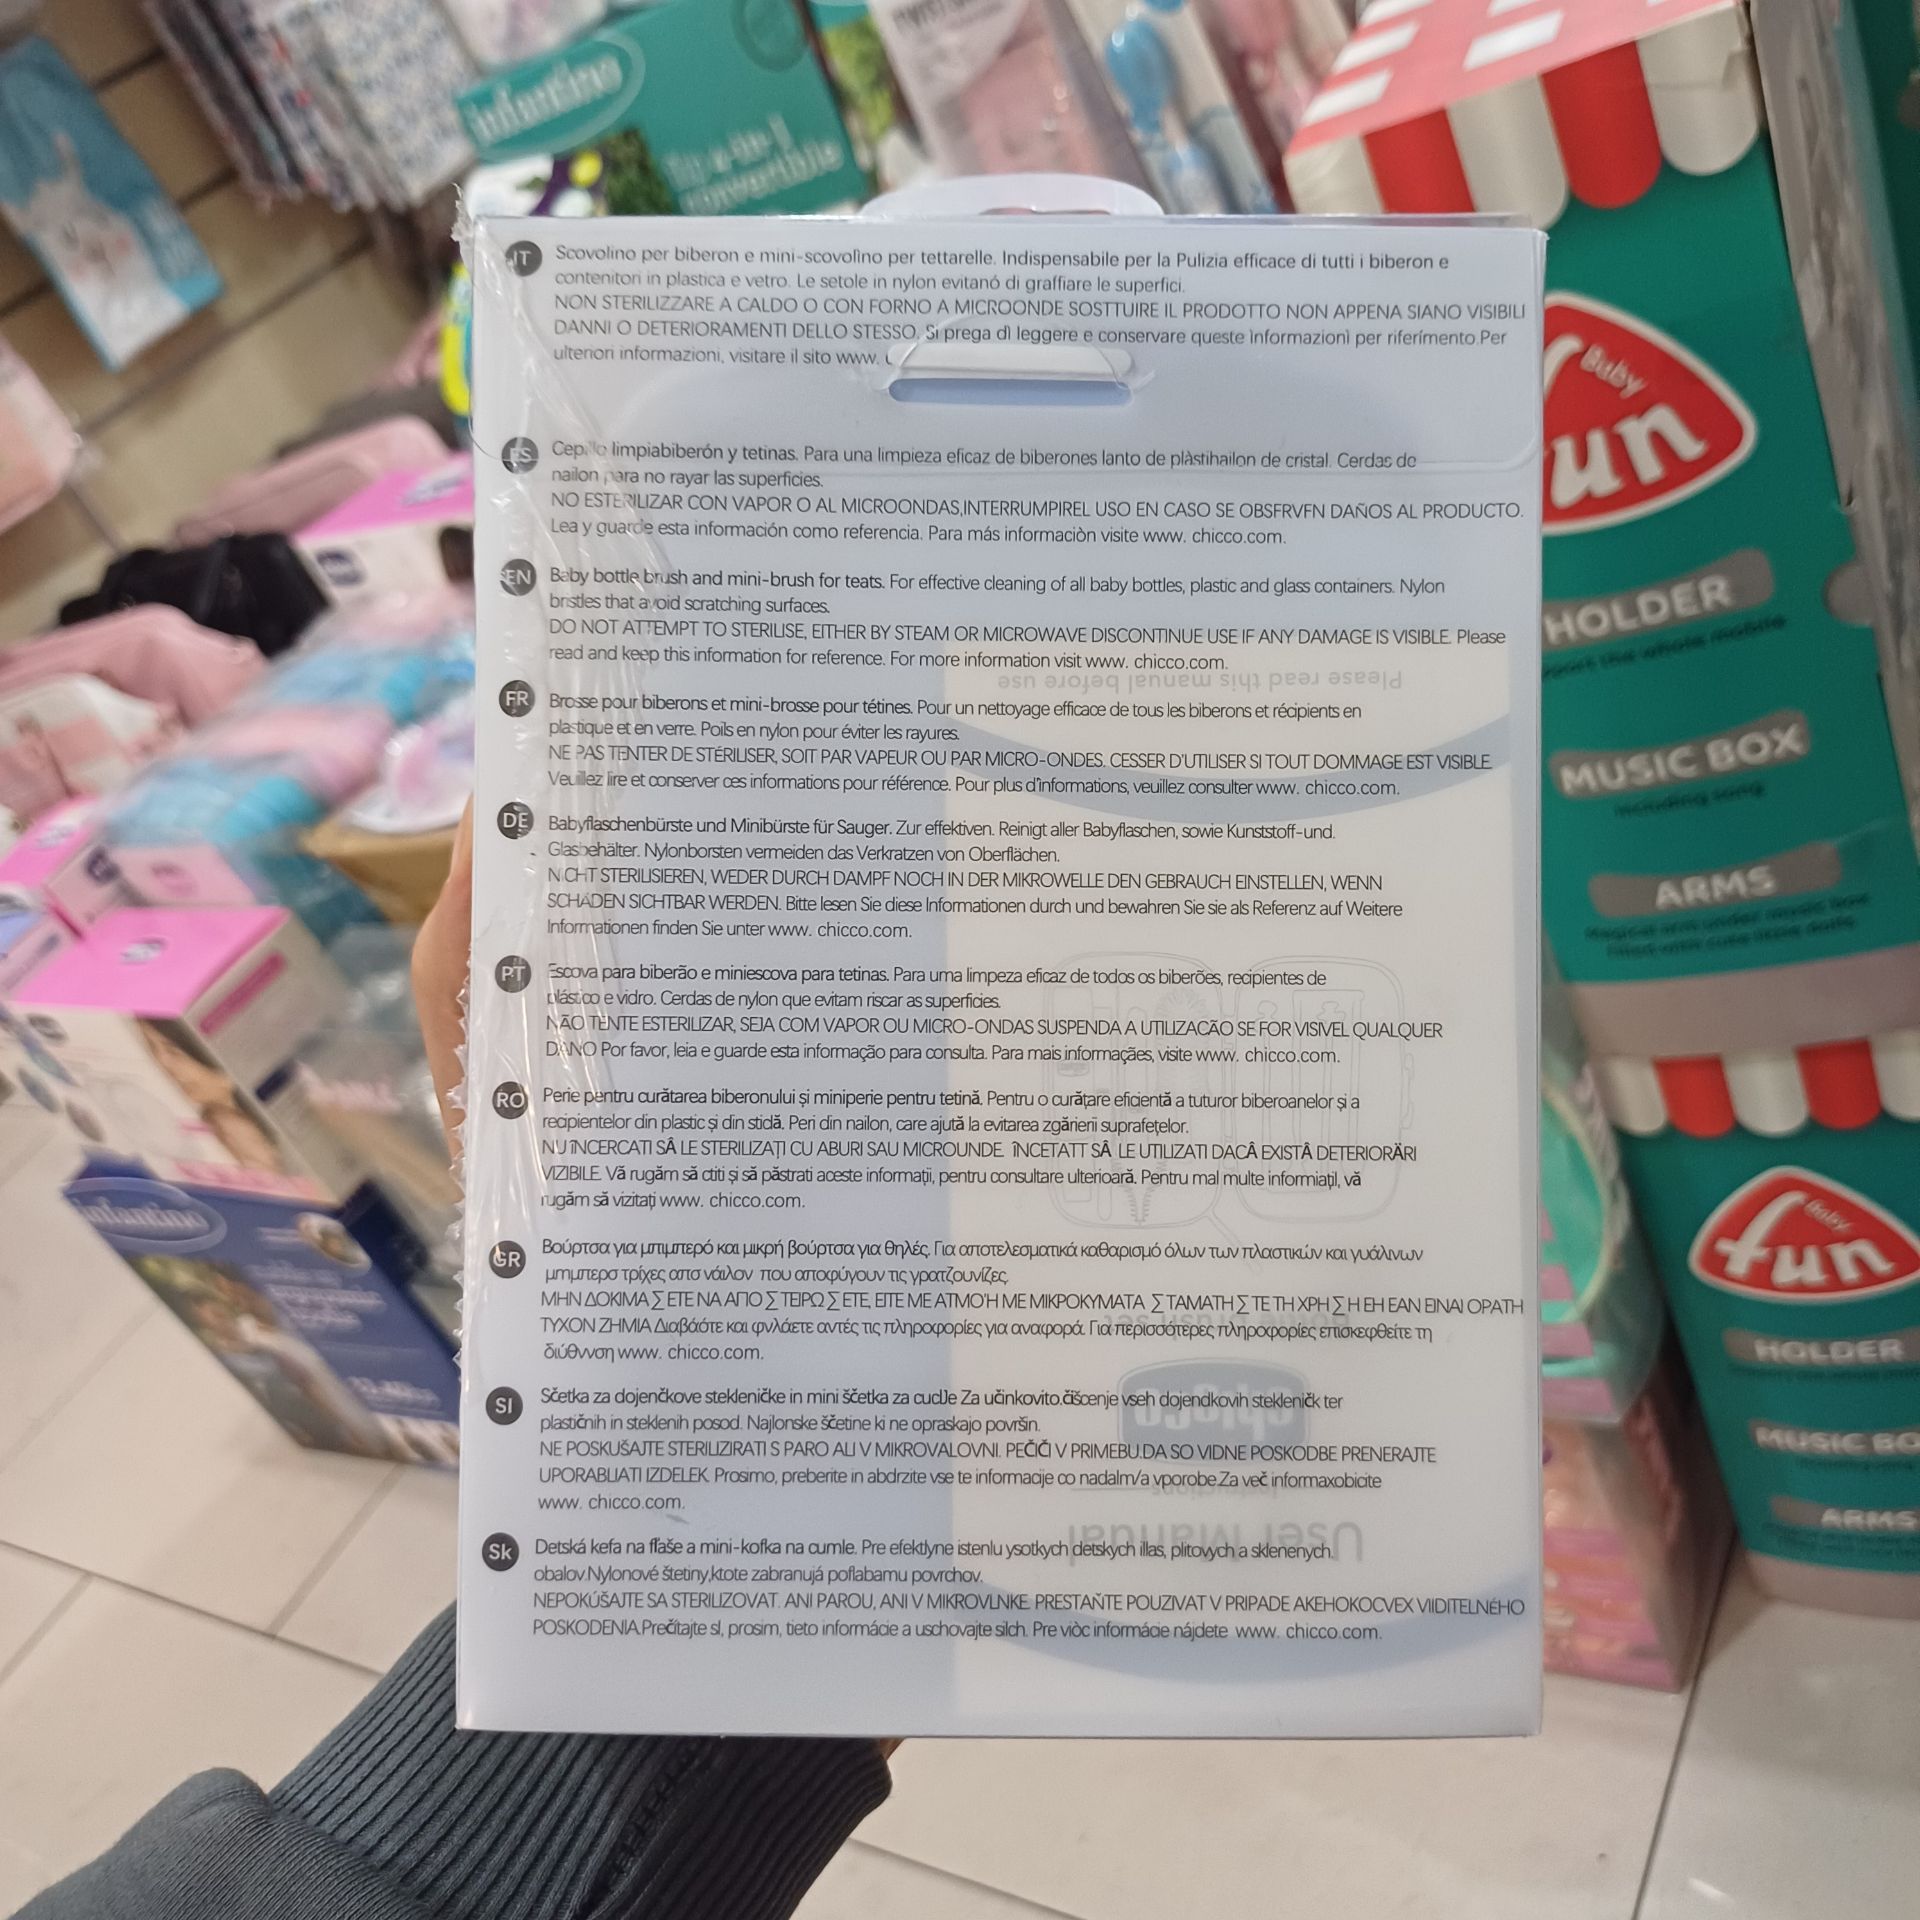 infantino
IT
Scovolino per biberon e mini-scovolino per tettarelle. Indispensabile per la Pulizia efficace di tutti i biberon e
contenitori in plastica e vetro. Le setole in nylon evitanó di graffiare le superfici.
NON STERILIZZARE A CALDO O CON FORNO A MICROONDE SOSTTUIRE IL PRODOTTO NON APPENA SIANO VISIBILI
DANNI O DETERIORAMENTI DELLO STESSO. Si prega dì leggere e conservare queste ìnformazionì per riferímento.Per
ulteriori informazioni, visitare il sito www.
ES
limpiabiberón y tetinas. Para una limpieza eficaz de biberones lanto de plàstihailon de cristal. Cerdas dc
nailon para no rayar las superficies.
NO ESTERILIZAR CON VAPOR O AL MICROONDAS,INTERRUMPIREL USO EN CASO SE OBSFRVFN DAÑOS AL PRODUCTO.
Lea y guarde esta información como referencia. Para más informaciòn visite www. chicco.com.
EN
Baby bottle brush and mini-brush for teats. For effective cleaning of all baby bottles, plastic and glass containers. Nylon
bristles that avoid scratching surfaces.
DO NOT ATTEMPT TO STERILISE, EITHER BY STEAM OR MICROWAVE DISCONTINUE USE IF ANY DAMAGE IS VISIBLE. Please
read and keep this information for reference. For more information visit www. chicco.com.
Please read this manual before use
FR
Brosse pour biberons et mini-brosse pour tétines. Pour un nettoyage efficace de tous les biberons et récipients en
plastique et en verre. Poils en nylon pour éviter les rayures.
NE PAS TENTER DE STÉRILISER, SOIT PAR VAPEUR OU PAR MICRO-ONDES. CESSER D'UTILISER SI TOUT DOMMAGE EST VISIBLE.
Veuillez lire et conserver ces informations pour référence. Pour plus d'informations, veuillez consulter www. chicco.com.
DE
Babyflaschenbürste und Minibürste für Sauger. Zur effektiven. Reinigt aller Babyflaschen, sowie Kunststoff-und.
Glasbehälter. Nylonborsten vermeiden das Verkratzen von Oberflächen.
NICHT STERILISIEREN, WEDER DURCH DAMPF NOCH IN DER MIKROWELLE DEN GEBRAUCH EINSTELLEN, WENN
SCHÄDEN SICHTBAR WERDEN. Bitte lesen Sie diese Informationen durch und bewahren Sie sie als Referenz auf Weitere
Informationen finden Sie unter www. chicco.com.
PT
Escova para biberão e miniescova para tetinas. Para uma limpeza eficaz de todos os biberões, recipientes de
plástico e vidro. Cerdas de nylon que evitam riscar as superficies.
NÃO TENTE ESTERILIZAR, SEJA COM VAPOR OU MICRO-ONDAS SUSPENDA A UTILIZACÃO SE FOR VISIVEL QUALQUER
DANO Por favor, leia e guarde esta informação para consulta. Para mais informaçães, visite www. chicco.com.
RO
Perie pentru curătarea biberonului și miniperie pentru tetină. Pentru o curățare eficientă a tuturor biberoanelor și a
recipientelor din plastic și din sticlă. Peri din nailon, care ajută la evitarea zgârierii suprafețelor.
NU ÎNCERCATI SÂ LE STERILIZAȚI CU ABURI SAU MICROUNDE. ÎNCETATT SÂ LE UTILIZATI DACÂ EXISTÂ DETERIORÄRI
VIZIBILE. Vă rugăm să ctiti și să păstrati aceste informații, pentru consultare ulterioară. Pentru mal multe informiațil, vă
rugăm să vizitați www. chicco.com.
GR
Βούρτσα για μπιμπερό και μικρή βούρτσα για θηλές. Για αποτελεσματικά καθαρισμό όλων των πλαστικών και γυάλινων
μπμπερσ τρίχες απσ νάιλον που αποφύγουν τις γρατζουνίζες.
ΜΗΝ ΔΟΚΙΜΑ∑ΕΤΕ ΝΑ ΑΓΙΟ∑ΤΕΙΡΩ∑ΕΤΕ, ΕΙΤΕ ΜΕ ΑΤΜΟΉ ΜΕ ΜΙΚΡΟΚΥΜΑΤΑ ∑ΤΑΜΑΤΗ∑ΤΕ ΤΗ ΧΡΗ∑Η ΕΗ ΕΑΝ ΕΙΝΑΙ ΟΡΑΤΗ
ΤΥΧΟΝ ΖΗΜΙΑ Διαβάότε και φνλάετε αντές τις πληροφορίες για αναφορά. Για περισσότερες πληροφορίες επισκεφθείτε τη
διύθννση www. chicco.com.
SI
Sčetka za dojenčkove stekleničke in mini ščetka za cudle Za učinkovito.čišcenje vseh dojendkovih stekleničk ter
plastičnih in steklenih posod. Najlonske ščetine ki ne opraskajo površin.
NE POSKUŠAJTE STERILIZIRATI S PARO ALI V MIKROVALOVNI. PEČIČI V PRIMEBU.DA SO VIDNE POSKODBE PRENERAJTE
UPORABLIATI IZDELEK. Prosimo, preberite in abdrzite vse te informacije co nadalm/a vporobe.Za več informaxobicite
www. chicco.com.
chicco
Instructions
User Manual
Sk
Detská kefa na fľaše a mini-kofka na cumle. Pre efektlyne istenlu ysotkych detskych illas, plitovych a sklenenych.
obalov.Nylonové štetiny,ktote zabranujá poflabamu povrchov.
NEPOKÚŠAJTE SA STERILIZOVAT. ANI PAROU, ANI V MIKROVLNKE. PRESTAŇTE POUZIVAT V PRIPADE AKEHOKOCVEX VIIDITELNÉHO
POSKODENIA.Prečítajte sl, prosim, tieto informácie a uschovajte silch. Pre viòc informácie nájdete www. chicco.com.
Baby
fun
HOLDER
MUSIC BOX
including song
ARMS
Baby
fun
HOLDER
MUSIC BO
ARMS
infantino